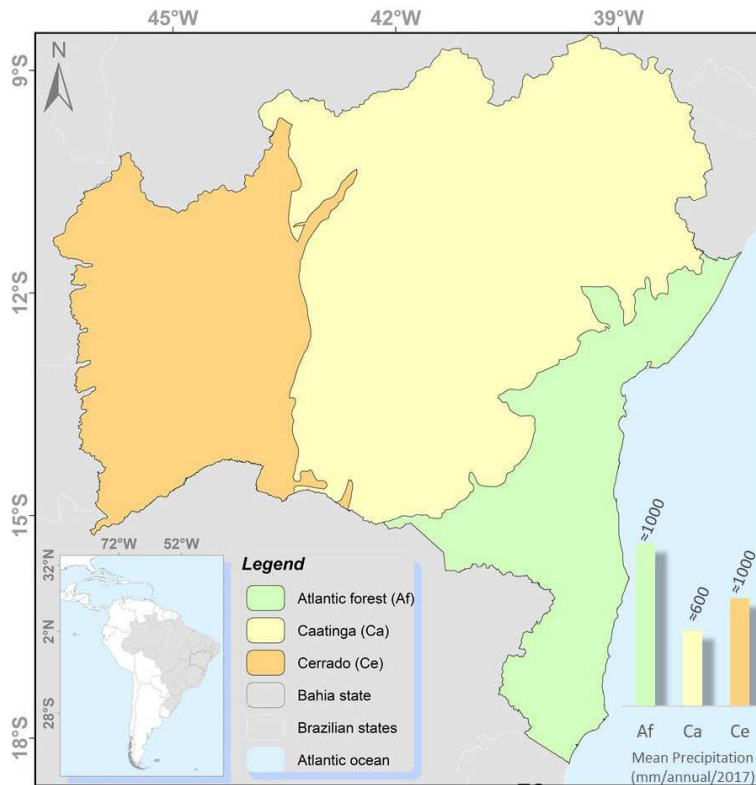 45°W 42°W 39°W
N
9°S
12°S
15°S
18°S
72°W 52°W
32°N
2°N
28°S
Legend
Atlantic forest (Af)
Caatinga (Ca)
Cerrado (Ce)
Bahia state
Brazilian states
Atlantic ocean
≈1000
≈600
≈1000
Af Ca Ce
Mean Precipitation
(mm/annual/2017)